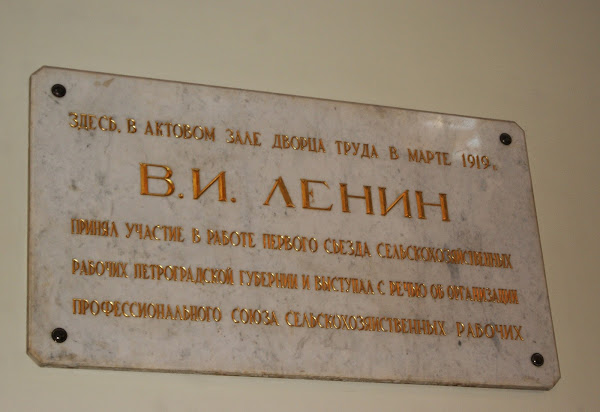 ЗДЕСЬ, В АКТОВОМ ЗАЛЕ ДВОРЦА ТРУДА В МАРТЕ 1919 г.
В.И. ЛЕНИН
ПРИНЯЛ УЧАСТИЕ В РАБОТЕ ПЕРВОГО СЪЕЗДА СЕЛЬСКОХОЗЯЙСТВЕННЫХ
РАБОЧИХ ПЕТРОГРАДСКОЙ ГУБЕРНИИ И ВЫСТУПАЛ С РЕЧЬЮ ОБ ОРГАНИЗАЦИИ
ПРОФЕССИОНАЛЬНОГО СОЮЗА СЕЛЬСКОХОЗЯЙСТВЕННЫХ РАБОЧИХ